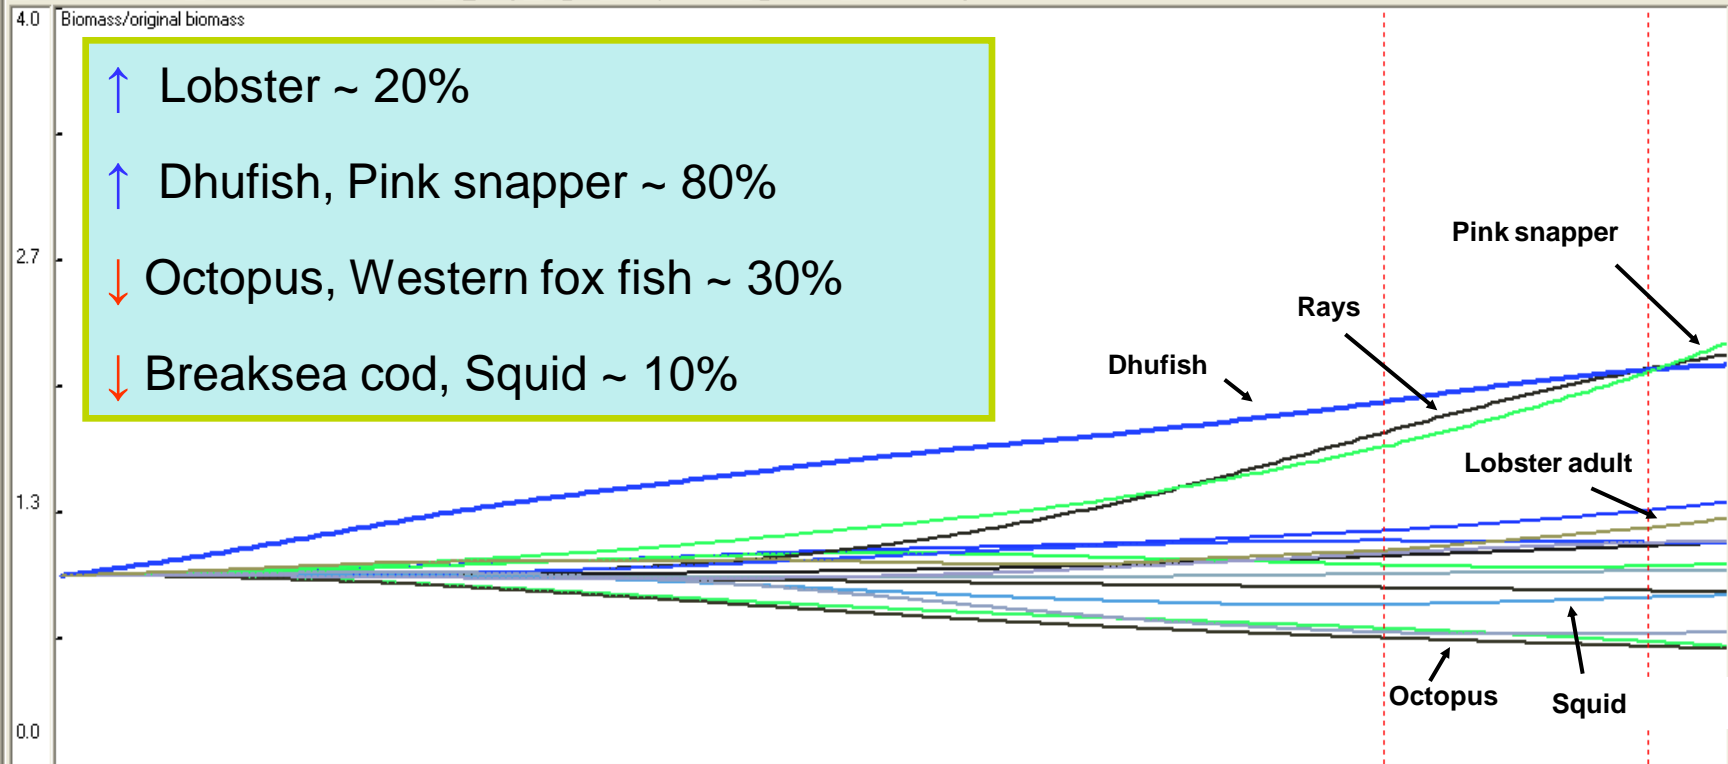 4.0 Biomass/original biomass
↑ Lobster ~ 20%
↑ Dhufish, Pink snapper ~ 80%
↓ Octopus, Western fox fish ~ 30%
↓ Breaksea cod, Squid ~ 10%
Pink snapper
2.7
Rays
Dhufish
Lobster adult
1.3
Octopus
Squid
0.0